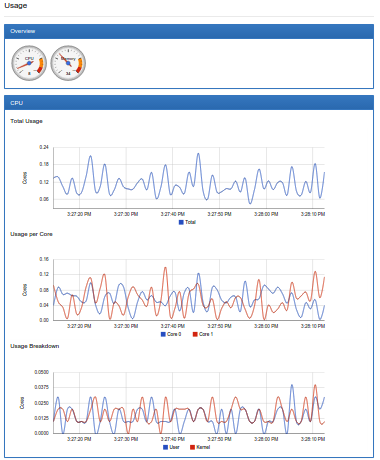 Usage
Overview
CPU
Memory
8
14
CPU
Total Usage
0.24
0.18
0.12
0.06
Cores
3:27:20 PM 3:27:30 PM 3:27:40 PM 3:27:50 PM 3:28:00 PM 3:28:10 PM
Total
Usage per Core
0.16
0.12
0.08
0.04
0.00
Cores
3:27:20 PM 3:27:30 PM 3:27:40 PM 3:27:50 PM 3:28:00 PM 3:28:10 PM
Core 0 Core 1
Usage Breakdown
0.0500
0.0375
0.0250
0.0125
0.0000
Cores
3:27:20 PM 3:27:30 PM 3:27:40 PM 3:27:50 PM 3:28:00 PM 3:28:10 PM
User Kernel